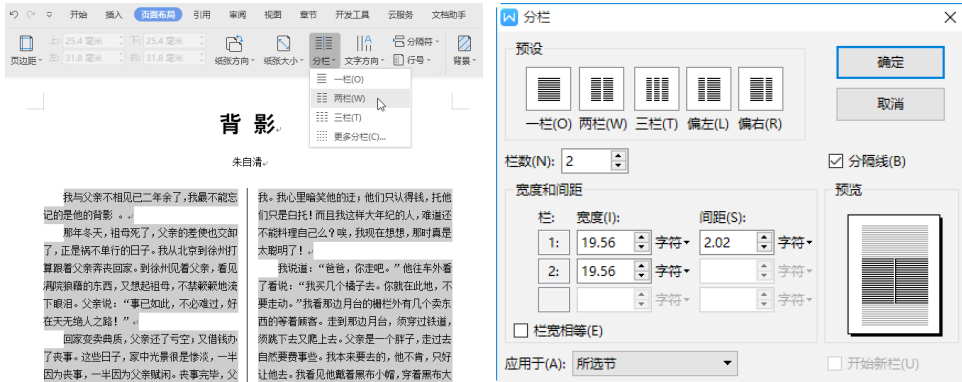 开始 插入 页面布局 引用 审阅 视图 章节 开发工具 云服务 文档助手
页边距 上: 25.4 毫米 下: 25.4 毫米
左: 31.8 毫米 右: 31.8 毫米
纸张方向 纸张大小 分栏 文字方向 分隔符 行号 背景
一栏(O)
两栏(W)
三栏(T)
更多分栏(C)...
背 影
朱自清
我与父亲不相见已二年余了,我最不能忘
记的是他的背影 。
那年冬天,祖母死了,父亲的差使也交卸
了,正是祸不单行的日子。我从北京到徐州打
算跟着父亲奔丧回家。到徐州见着父亲,看见
满院狼藉的东西,又想起祖母,不禁簌簌地流
下眼泪。父亲说:“事已如此,不必难过,好
在天无绝人之路!”
回家变卖典质,父亲还了亏空;又借钱办
了丧事。这些日子,家中光景很是惨淡,一半
因为丧事,一半因为父亲赋闲。丧事完毕,父
我。我心里暗笑他的迂;他们只认得钱,托他
们只是白托!而且我这样大年纪的人,难道还
不能料理自己么?唉,我现在想想,那时真是
太聪明了!
我说道:“爸爸,你走吧。”他往车外看
了看说:“我买几个橘子去。你就在此地,不
要走动。”我看那边月台的栅栏外有几个卖东
西的等着顾客。走到那边月台,须穿过铁道,
须跳下去又爬上去。父亲是一个胖子,走过去
自然要费事些。我本来要去的,他不肯,只好
让他去。我看见他戴着黑布小帽,穿着黑布大
分栏
预设
一栏(O) 两栏(W) 三栏(T) 偏左(L) 偏右(R)
确定
取消
栏数(N): 2
分隔线(B)
宽度和间距
栏: 宽度(I): 间距(S):
1: 19.56 字符 2.02 字符
2: 19.56 字符 字符
字符 字符
栏宽相等(E)
预览
应用于(A): 所选节
开始新栏(U)